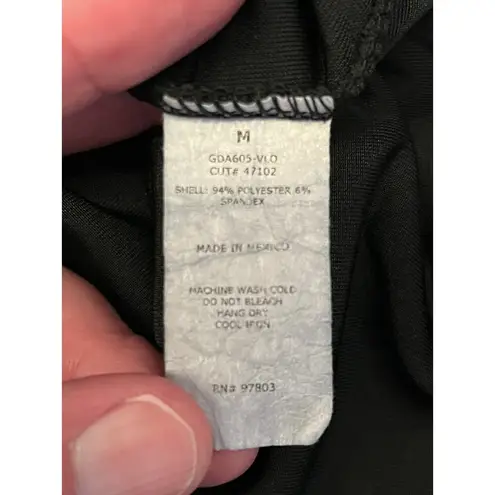 M
GDA605-VLO
CUT# 47102
SHELL: 94% POLYESTER 6%
SPANDEX
MADE IN MEXICO
MACHINE WASH COLD
DO NOT BLEACH
HANG DRY
COOL IRON
RN# 97803